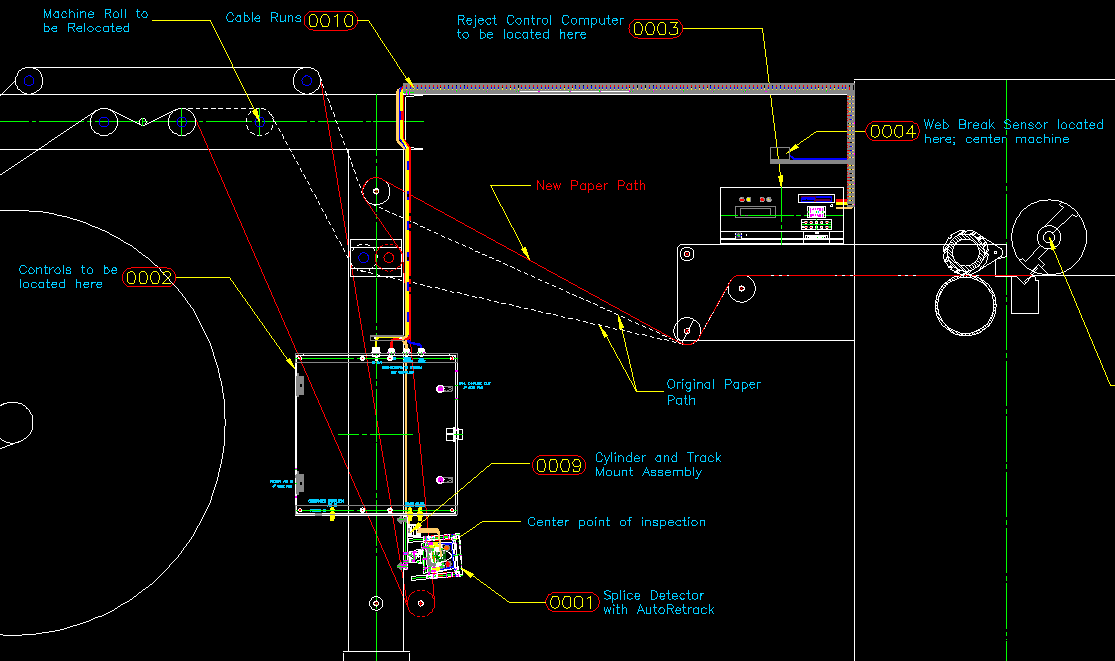 Machine Roll to
be Relocated
Cable Runs 0010
Reject Control Computer
to be located here
0003
0004
Web Break Sensor located
here; center machine
New Paper Path
Controls to be
located here
0002
Original Paper
Path
0009
Cylinder and Track
Mount Assembly
Center point of inspection
0001
Splice Detector
with AutoRetrack